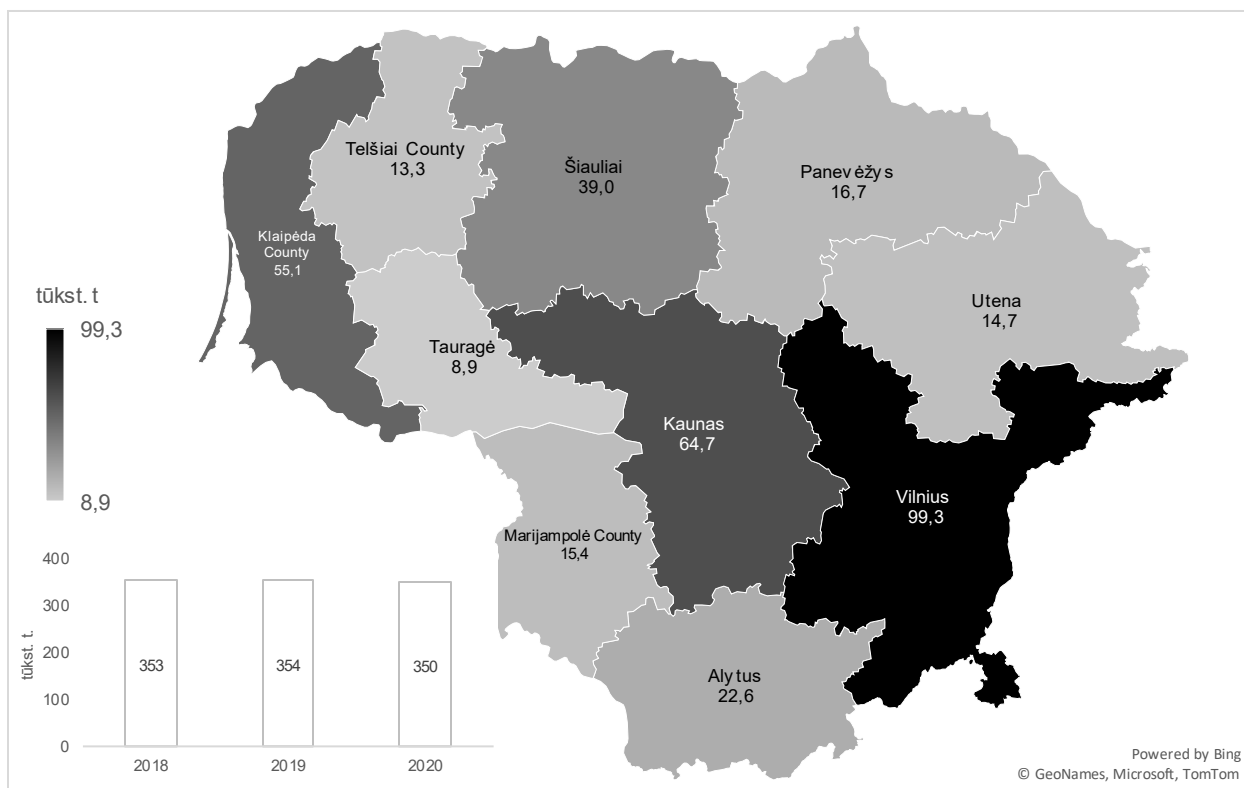 Telšiai County
13,3
Šiauliai
39,0
Panevėžys
16,7
Klaipėda
County
55,1
Utena
14,7
tūkst. t
99,3
8,9
Tauragė
8,9
Kaunas
64,7
Vilnius
99,3
Marijampolė County
15,4
Alytus
22,6
tūkst. t.
400
300
200
100
0
353
354
350
2018
2019
2020
Powered by Bing
© GeoNames, Microsoft, TomTom